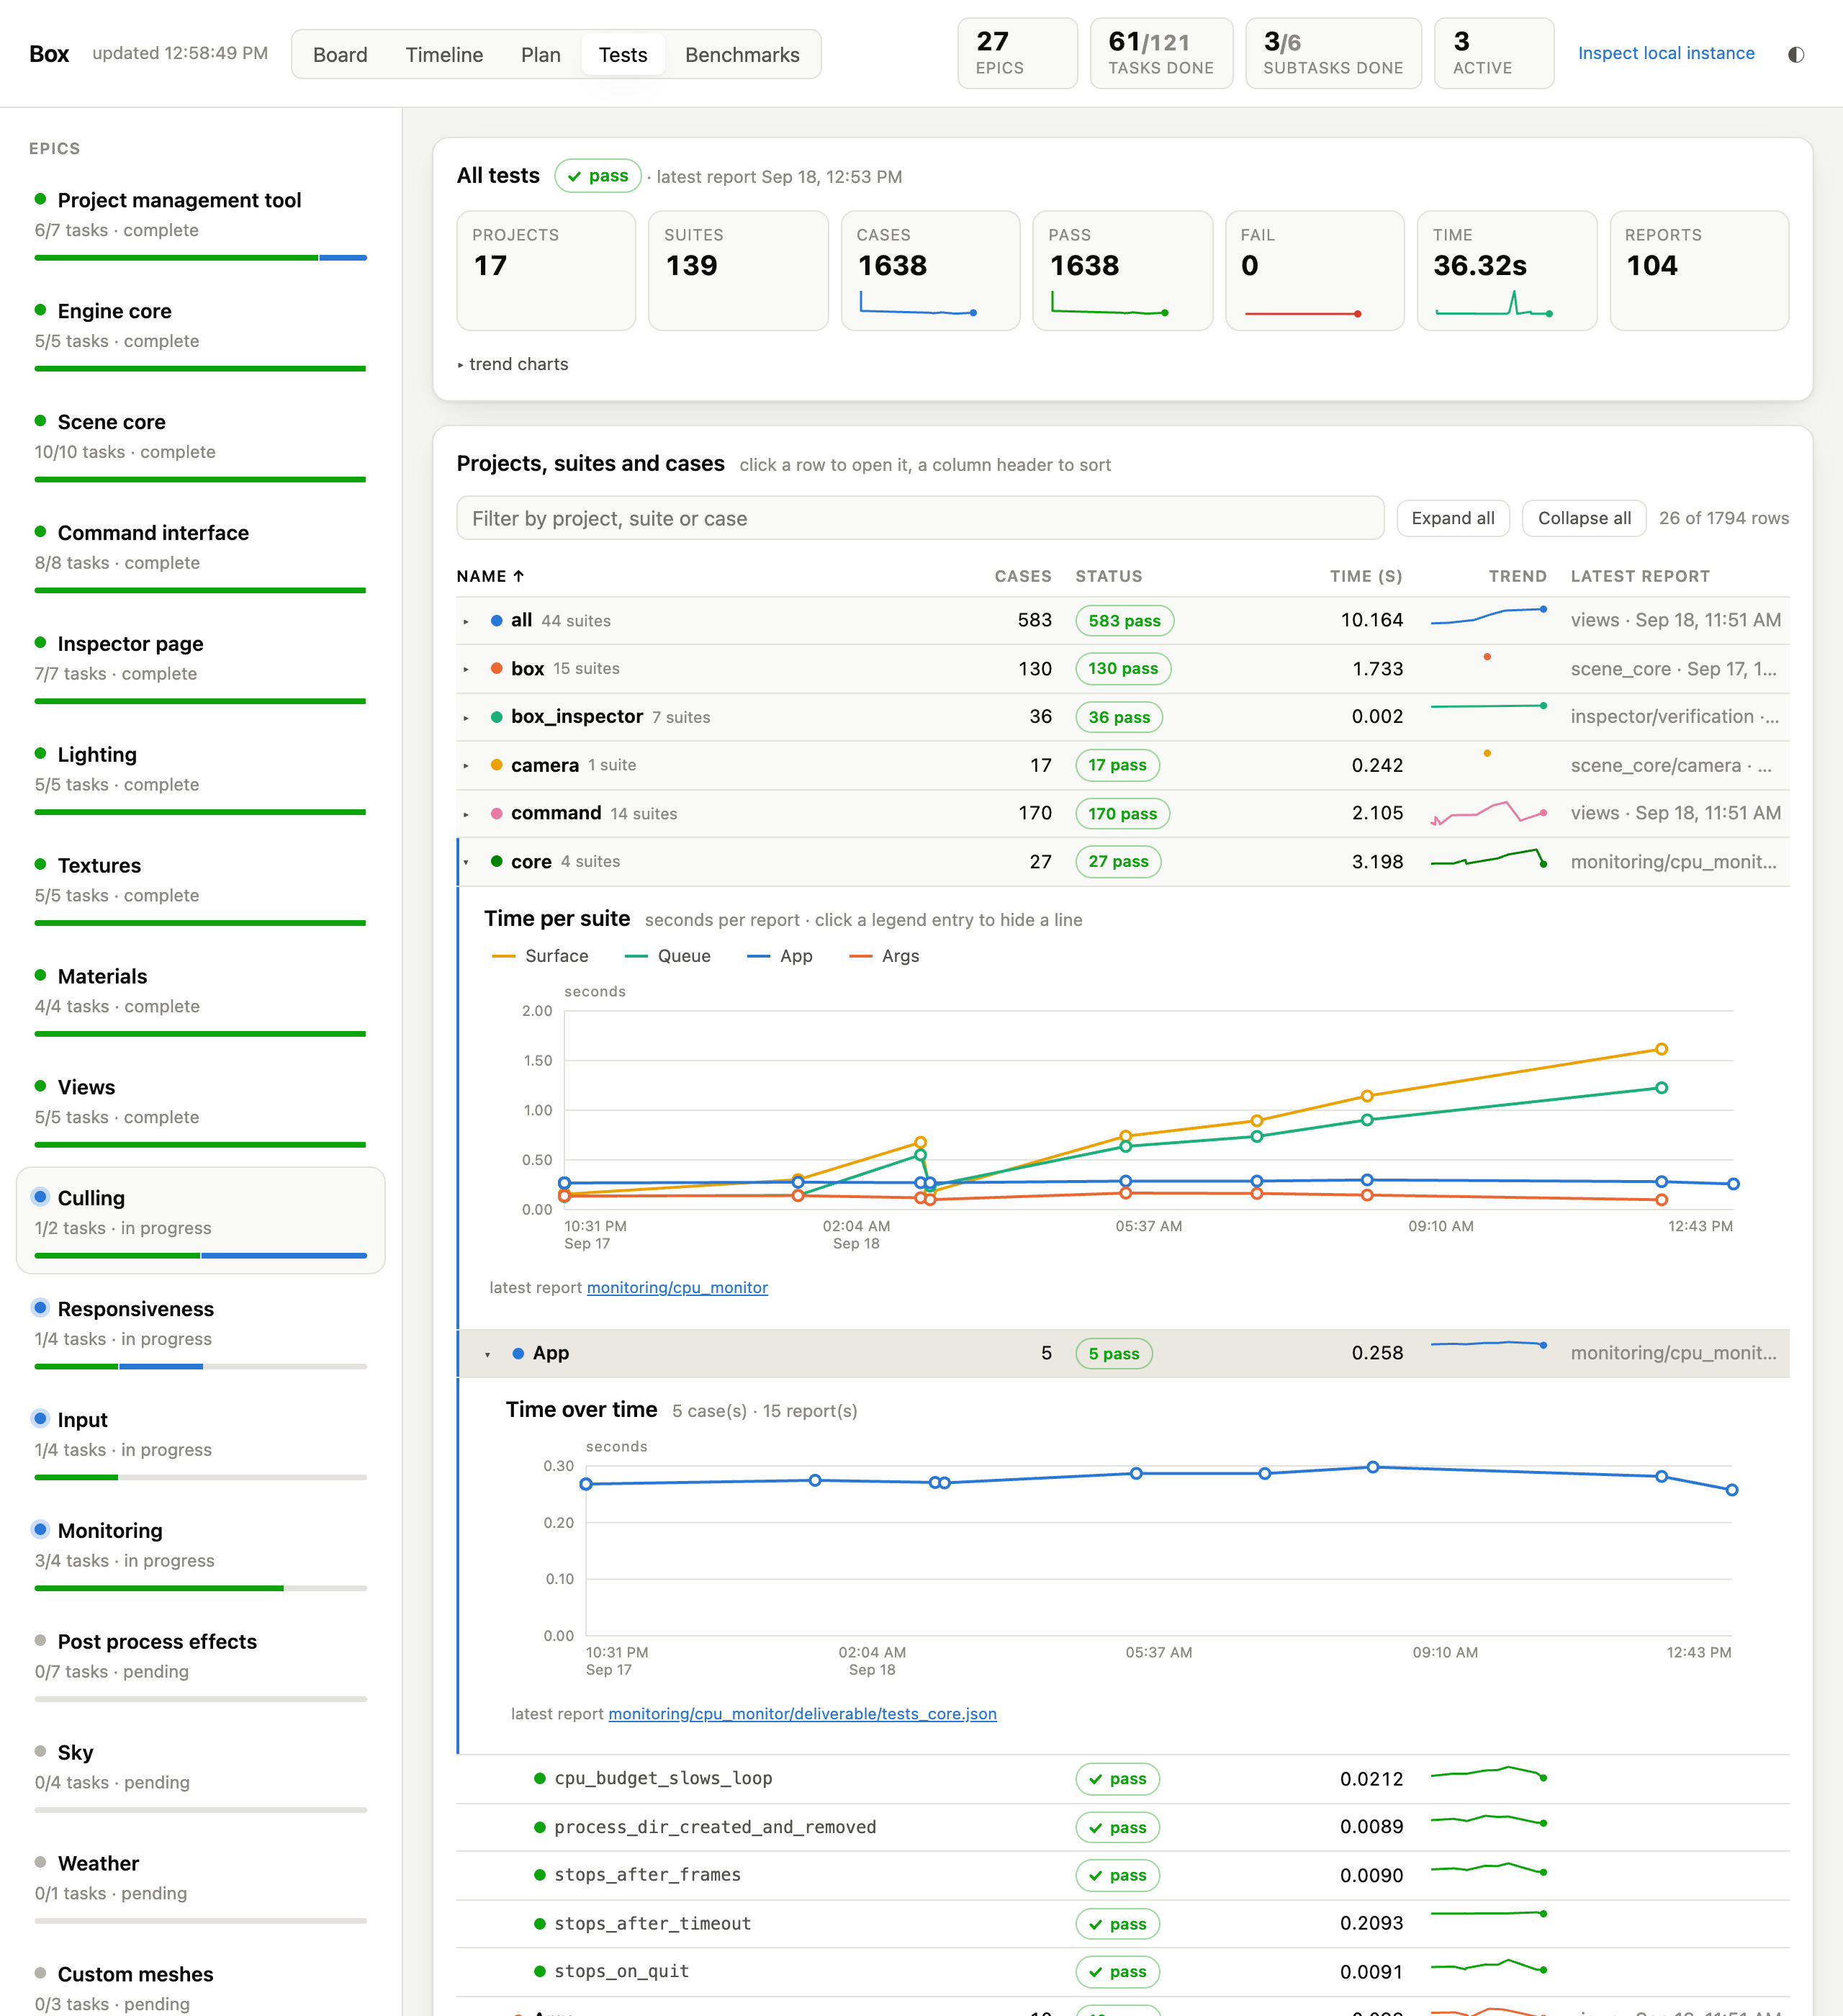 Box updated 12:58:49 PM Board Timeline Plan Tests Benchmarks
27 EPICS
61/121 TASKS DONE
3/6 SUBTASKS DONE
3 ACTIVE
Inspect local instance
EPICS
Project management tool
6/7 tasks · complete
Engine core
5/5 tasks · complete
Scene core
10/10 tasks · complete
Command interface
8/8 tasks · complete
Inspector page
7/7 tasks · complete
Lighting
5/5 tasks · complete
Textures
5/5 tasks · complete
Materials
4/4 tasks · complete
Views
5/5 tasks · complete
Culling
1/2 tasks · in progress
Responsiveness
1/4 tasks · in progress
Input
1/4 tasks · in progress
Monitoring
3/4 tasks · in progress
Post process effects
0/7 tasks · pending
Sky
0/4 tasks · pending
Weather
0/1 tasks · pending
Custom meshes
0/3 tasks · pending
All tests ✓ pass · latest report Sep 18, 12:53 PM
PROJECTS
17
SUITES
139
CASES
1638
PASS
1638
FAIL
0
TIME
36.32s
REPORTS
104
▸ trend charts
Projects, suites and cases click a row to open it, a column header to sort
Filter by project, suite or case Expand all Collapse all 26 of 1794 rows
NAME ↑ CASES STATUS TIME (S) TREND LATEST REPORT
all 44 suites 583 583 pass 10.164 views · Sep 18, 11:51 AM
box 15 suites 130 130 pass 1.733 scene_core · Sep 17, 1...
box_inspector 7 suites 36 36 pass 0.002 inspector/verification ·...
camera 1 suite 17 17 pass 0.242 scene_core/camera · ...
command 14 suites 170 170 pass 2.105 views · Sep 18, 11:51 AM
core 4 suites 27 27 pass 3.198 monitoring/cpu_monit...
Time per suite seconds per report · click a legend entry to hide a line
Surface Queue App Args
seconds
2.00
1.50
1.00
0.50
0.00
10:31 PM 02:04 AM 05:37 AM 09:10 AM 12:43 PM
Sep 17 Sep 18
latest report monitoring/cpu_monitor
App 5 5 pass 0.258 monitoring/cpu_monit...
Time over time 5 case(s) · 15 report(s)
seconds
0.30
0.20
0.10
0.00
10:31 PM 02:04 AM 05:37 AM 09:10 AM 12:43 PM
Sep 17 Sep 18
latest report monitoring/cpu_monitor/deliverable/tests_core.json
cpu_budget_slows_loop ✓ pass 0.0212
process_dir_created_and_removed ✓ pass 0.0089
stops_after_frames ✓ pass 0.0090
stops_after_timeout ✓ pass 0.2093
stops_on_quit ✓ pass 0.0091